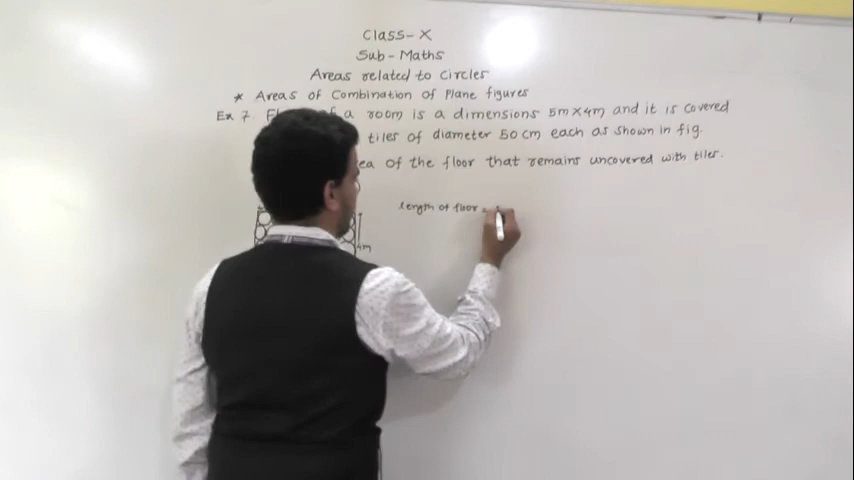 Class-X
Sub-Maths
Areas related to Circles
* Areas of Combination of Plane figures
Ex 7. a room is a dimensions 5m X 4m and it is covered
tiles of diameter 50 cm each as shown in fig.
of the floor that remains uncovered with tiles.
length of floor =
4m